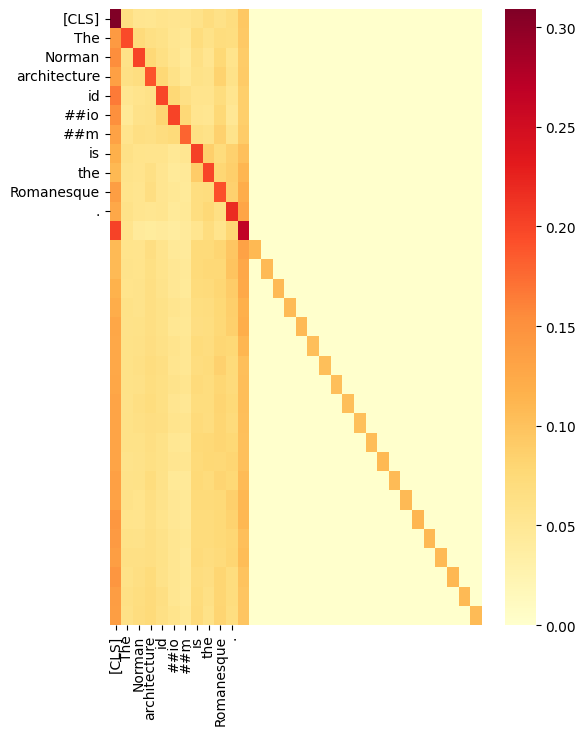 [CLS]
The
Norman
architecture
id
##io
##m
is
the
Romanesque
.
0.30
0.25
0.20
0.15
0.10
0.05
0.00
[CLS]
The
Norman
architecture
id
##io
##m
is
the
Romanesque
.